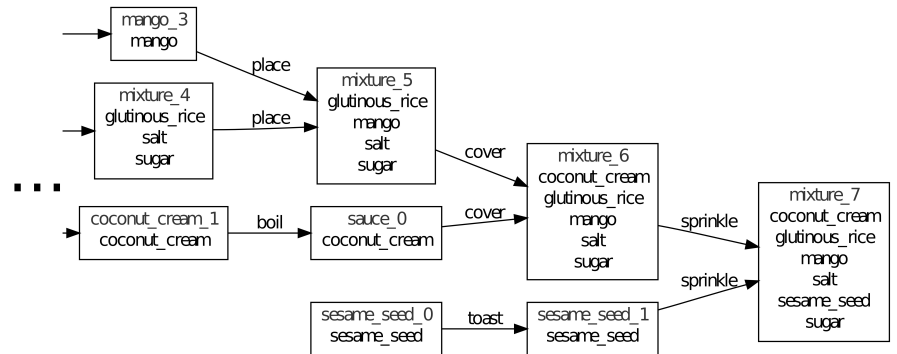 mango_3
mango
place
mixture_4
glutinous_rice
salt
sugar
place
mixture_5
glutinous_rice
mango
salt
sugar
cover
...
coconut_cream_1
coconut_cream
boil
sauce_0
coconut_cream
cover
mixture_6
coconut_cream
glutinous_rice
mango
salt
sugar
sprinkle
sesame_seed_0
sesame_seed
toast
sesame_seed_1
sesame_seed
sprinkle
mixture_7
coconut_cream
glutinous_rice
mango
salt
sesame_seed
sugar